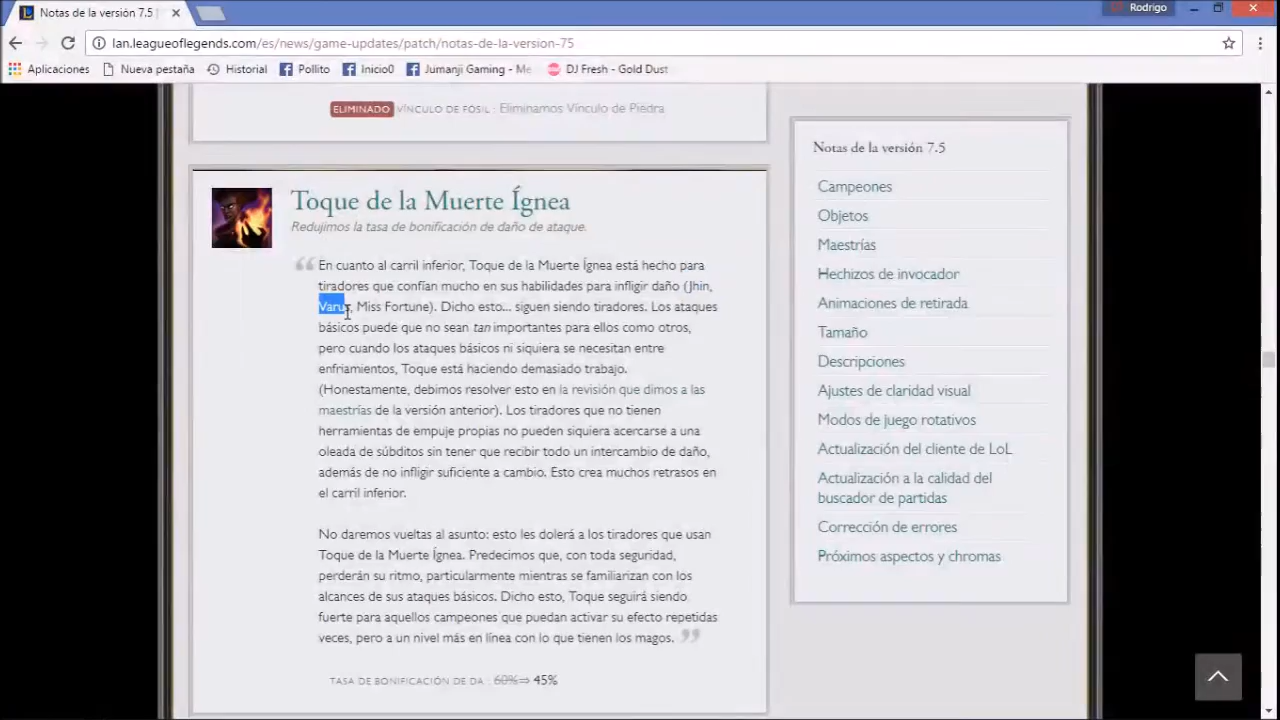 Notas de la versión 7.5
Rodrigo
lan.leagueoflegends.com/es/news/game-updates/patch/notas-de-la-version-75
Aplicaciones Nueva pestaña Historial Pollito Inicio0 Jumanji Gaming - Me DJ Fresh - Gold Dust
ELIMINADO VÍNCULO DE FÓSIL : Eliminamos Vínculo de Piedra
Toque de la Muerte Ígnea
Redujimos la tasa de bonificación de daño de ataque.
En cuanto al carril inferior, Toque de la Muerte Ígnea está hecho para
tiradores que confían mucho en sus habilidades para infligir daño (Jhin,
Varus, Miss Fortune). Dicho esto... siguen siendo tiradores. Los ataques
básicos puede que no sean tan importantes para ellos como otros,
pero cuando los ataques básicos ni siquiera se necesitan entre
enfriamientos, Toque está haciendo demasiado trabajo.
(Honestamente, debimos resolver esto en la revisión que dimos a las
maestrías de la versión anterior). Los tiradores que no tienen
herramientas de empuje propias no pueden siquiera acercarse a una
oleada de súbditos sin tener que recibir todo un intercambio de daño,
además de no infligir suficiente a cambio. Esto crea muchos retrasos en
el carril inferior.
No daremos vueltas al asunto: esto les dolerá a los tiradores que usan
Toque de la Muerte Ígnea. Predecimos que, con toda seguridad,
perderán su ritmo, particularmente mientras se familiarizan con los
alcances de sus ataques básicos. Dicho esto, Toque seguirá siendo
fuerte para aquellos campeones que puedan activar su efecto repetidas
veces, pero a un nivel más en línea con lo que tienen los magos.
TASA DE BONIFICACIÓN DE DA : 60% ⇒ 45%
Notas de la versión 7.5
Campeones
Objetos
Maestrías
Hechizos de invocador
Animaciones de retirada
Tamaño
Descripciones
Ajustes de claridad visual
Modos de juego rotativos
Actualización del cliente de LoL
Actualización a la calidad del
buscador de partidas
Corrección de errores
Próximos aspectos y chromas